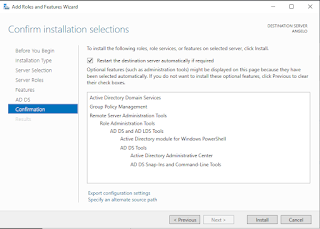 Add Roles and Features Wizard
Confirm installation selections
DESTINATION SERVER
Before You Begin
Installation Type
Server Selection
Server Roles
Features
AD DS
Confirmation
Results
To install the following roles, role services, or features on selected server, click Install.
Restart the destination server automatically if required
Optional features (such as administration tools) might be displayed on this page because they have
been selected automatically. If you do not want to install these optional features, click Previous to clear
their check boxes.
Active Directory Domain Services
Group Policy Management
Remote Server Administration Tools
Role Administration Tools
AD DS and AD LDS Tools
Active Directory module for Windows PowerShell
AD DS Tools
Active Directory Administrative Center
AD DS Snap-Ins and Command-Line Tools
Export configuration settings
Specify an alternate source path
< Previous
Next >
Install
Cancel